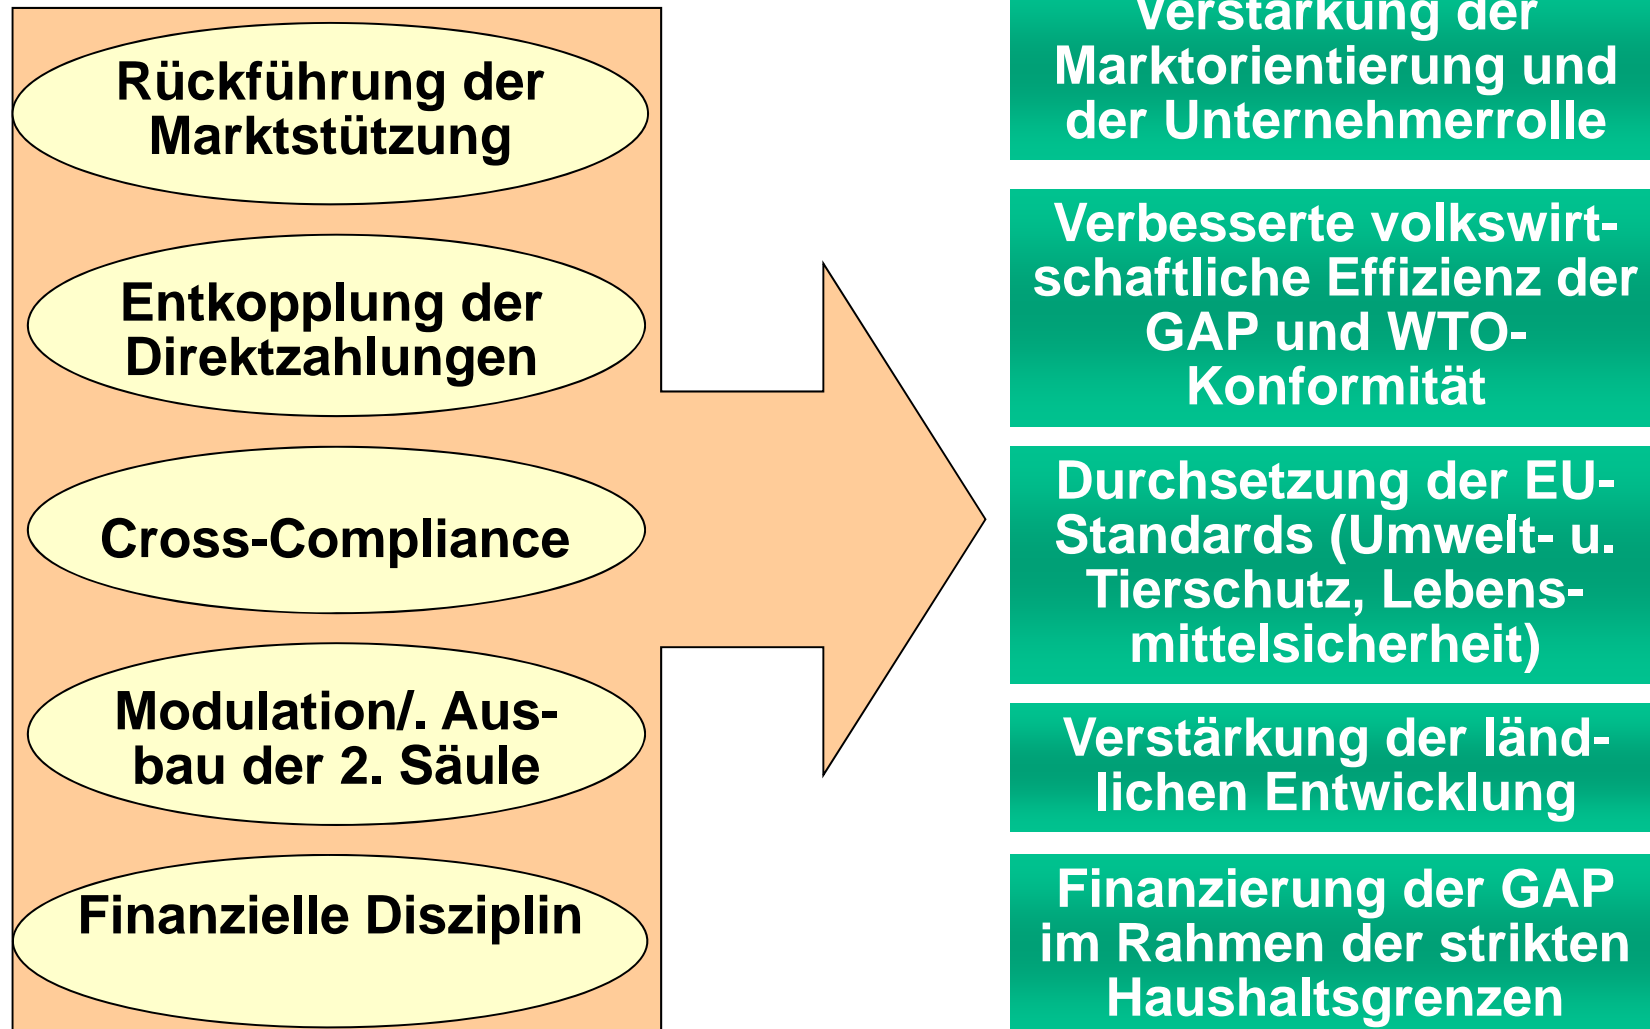 Rückführung der
Marktstützung
Entkopplung der
Direktzahlungen
Cross-Compliance
Modulation/. Aus-
bau der 2. Säule
Finanzielle Disziplin
Verstärkung der
Marktorientierung und
der Unternehmerrolle
Verbesserte volkswirt-
schaftliche Effizienz der
GAP und WTO-
Konformität
Durchsetzung der EU-
Standards (Umwelt- u.
Tierschutz, Lebens-
mittelsicherheit)
Verstärkung der länd-
lichen Entwicklung
Finanzierung der GAP
im Rahmen der strikten
Haushaltsgrenzen